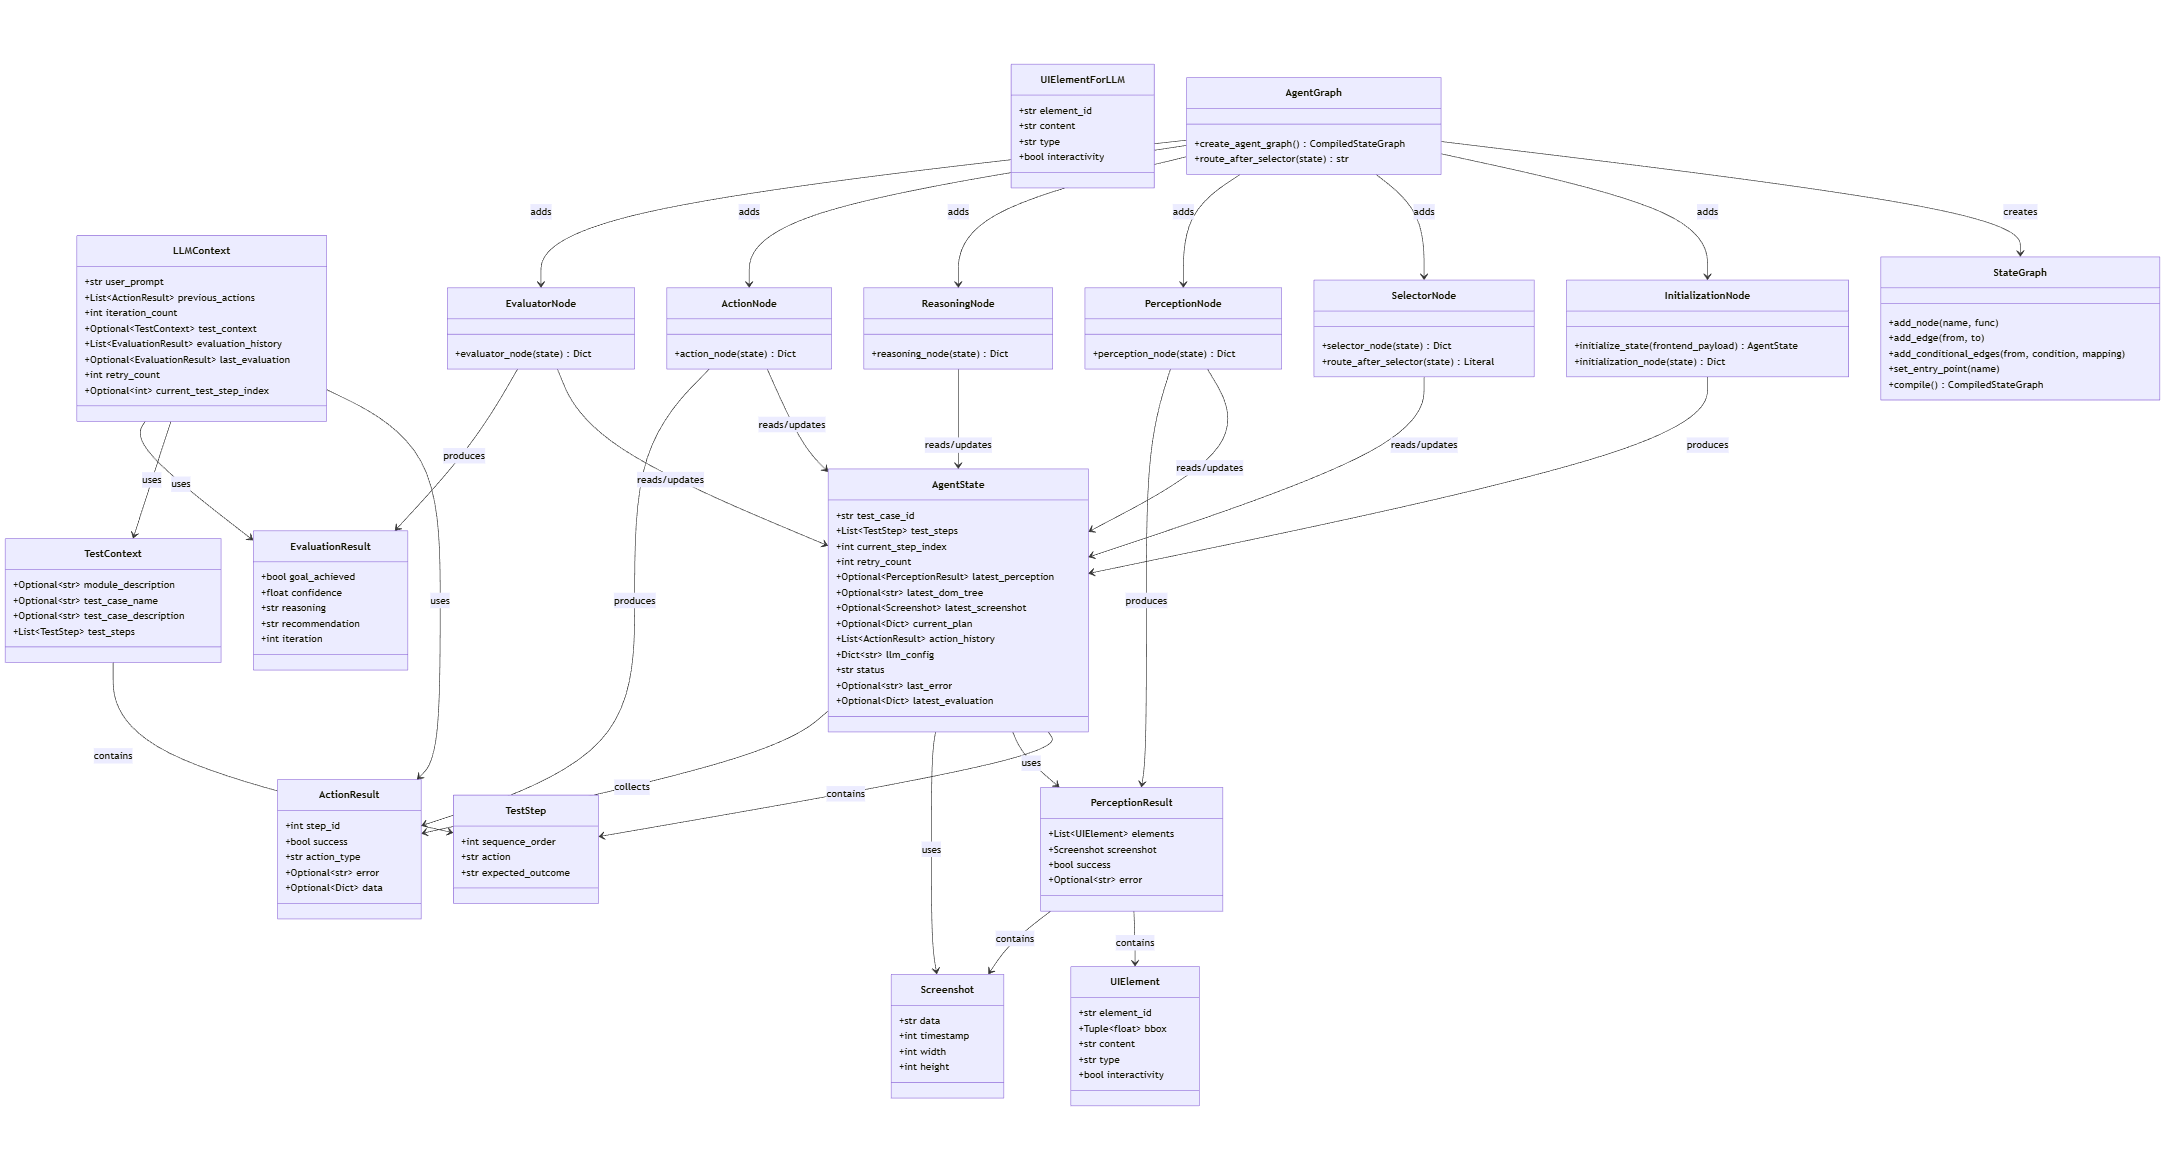 UIElementForLLM
+str element_id
+str content
+str type
+bool interactivity
AgentGraph
+create_agent_graph() : CompiledStateGraph
+route_after_selector(state) : str
adds
adds
adds
adds
adds
adds
creates
LLMContext
+str user_prompt
+List<ActionResult> previous_actions
+int iteration_count
+Optional<TestContext> test_context
+List<EvaluationResult> evaluation_history
+Optional<EvaluationResult> last_evaluation
+int retry_count
+Optional<int> current_test_step_index
EvaluatorNode
+evaluator_node(state) : Dict
ActionNode
+action_node(state) : Dict
ReasoningNode
+reasoning_node(state) : Dict
PerceptionNode
+perception_node(state) : Dict
SelectorNode
+selector_node(state) : Dict
+route_after_selector(state) : Literal
InitializationNode
+initialize_state(frontend_payload) : AgentState
+initialization_node(state) : Dict
StateGraph
+add_node(name, func)
+add_edge(from, to)
+add_conditional_edges(from, condition, mapping)
+set_entry_point(name)
+compile() : CompiledStateGraph
uses
uses
produces
reads/updates
reads/updates
reads/updates
reads/updates
reads/updates
produces
TestContext
+Optional<str> module_description
+Optional<str> test_case_name
+Optional<str> test_case_description
+List<TestStep> test_steps
EvaluationResult
+bool goal_achieved
+float confidence
+str reasoning
+str recommendation
+int iteration
uses
produces
AgentState
+str test_case_id
+List<TestStep> test_steps
+int current_step_index
+int retry_count
+Optional<PerceptionResult> latest_perception
+Optional<str> latest_dom_tree
+Optional<Screenshot> latest_screenshot
+Optional<Dict> current_plan
+List<ActionResult> action_history
+Dict<str> llm_config
+str status
+Optional<str> last_error
+Optional<Dict> latest_evaluation
produces
contains
collects
contains
uses
ActionResult
+int step_id
+bool success
+str action_type
+Optional<str> error
+Optional<Dict> data
TestStep
+int sequence_order
+str action
+str expected_outcome
uses
PerceptionResult
+List<UIElement> elements
+Screenshot screenshot
+bool success
+Optional<str> error
contains
contains
Screenshot
+str data
+int timestamp
+int width
+int height
UIElement
+str element_id
+Tuple<float> bbox
+str content
+str type
+bool interactivity